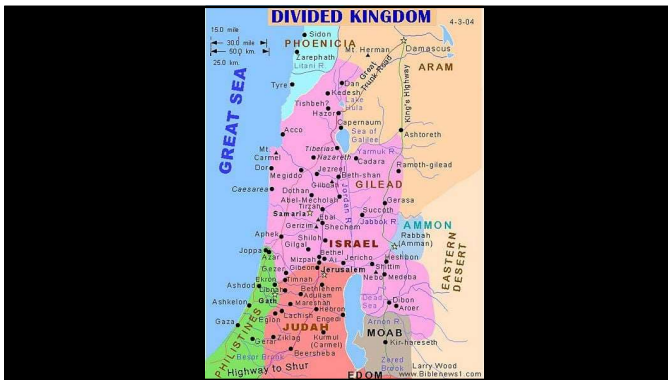 DIVIDED KINGDOM
4-3-04
15.0 mile
30.0 mile
50.0 km.
25.0 km.
Sidon
PHOENICIA
Mt. Herman
Damascus
Zarephath
Litani R.
Great
Trunk Road
ARAM
King's Highway
Tyre
Dan
Kedesh
Lake
Hula
Tishbeh?
Hazor
GREAT SEA
Capernaum
Acco
Sea of
Galilee
Ashtoreth
Tiberias
Mt.
Carmel
Nazareth
Yarmuk R.
Cadara
Dor
Jezreel
Ramoth-gilead
Megiddo
Beth-shan
Gilboah
GILEAD
Caesarea
Dothan
Abel-Mecholah
Jordan R.
Tirzah
Gerasa
Samaria
Ebal
Succoth
Gerizim
Shechem
Jabbok R.
AMMON
Aphek
Shiloh
Rabbah
(Amman)
Joppa
Gilgal
ISRAEL
Azar
Bethel
EASTERN
DESERT
Mizpah
Ai
Jericho
Heshbon
Gezer
Gibeon
Jerusalem
Shittim
Ekron
Timnah
Nebo
Medeba
Ashdod
Libnah
Bethlehem
Gath
Adullam
Dead
Sea
Dibon
Ashkelon
Mareshah
Aroer
Lachish
Hebron
Eglon
Engedi
Arnon R.
Gaza
JUDAH
MOAB
PHILISTINES
Gerar
Ziklag
Kurmul
(Carmel)
Kir-hareseth
Besor Brook
Beersheba
Zered
Brook
Highway to Shur
Larry Wood
EDOM
www.Biblenews1.com